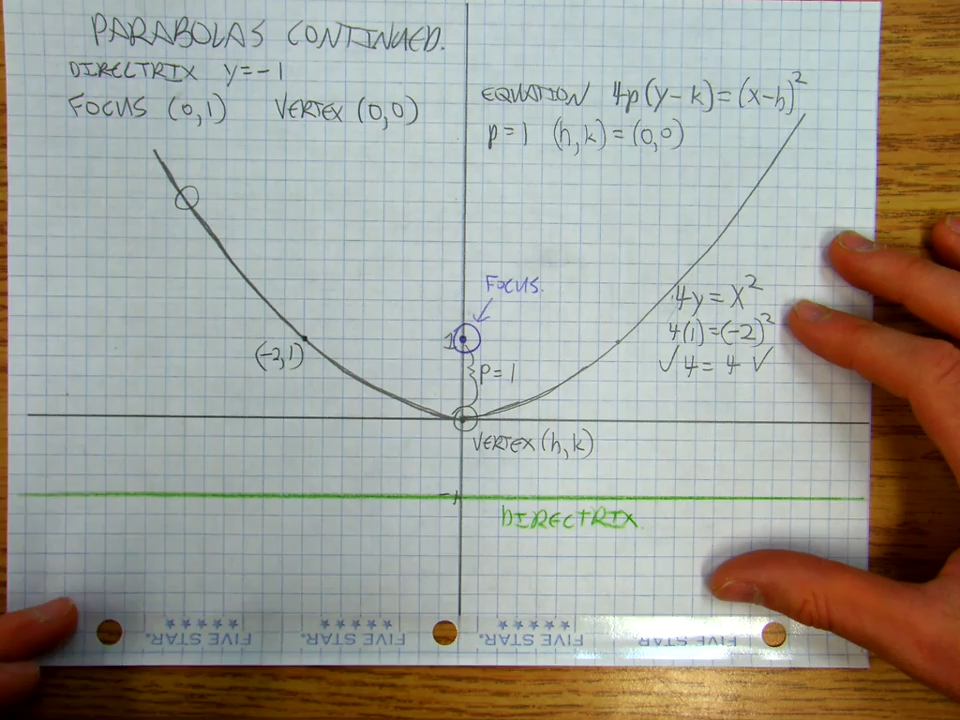 PARABOLAS CONTINUED.
DIRECTRIX y=-1
FOCUS (0,1) VERTEX (0,0)
EQUATION 4p(y-k)=(x-h)²
p=1 (h,k)=(0,0)
FOCUS.
1
(-2,1)
p=1
4y=x²
4(1)=(-2)²
✓4=4✓
VERTEX (h,k)
-1
DIRECTRIX
FIVE STAR.
FIVE STAR.
FIVE STAR.
FIVE STAR.